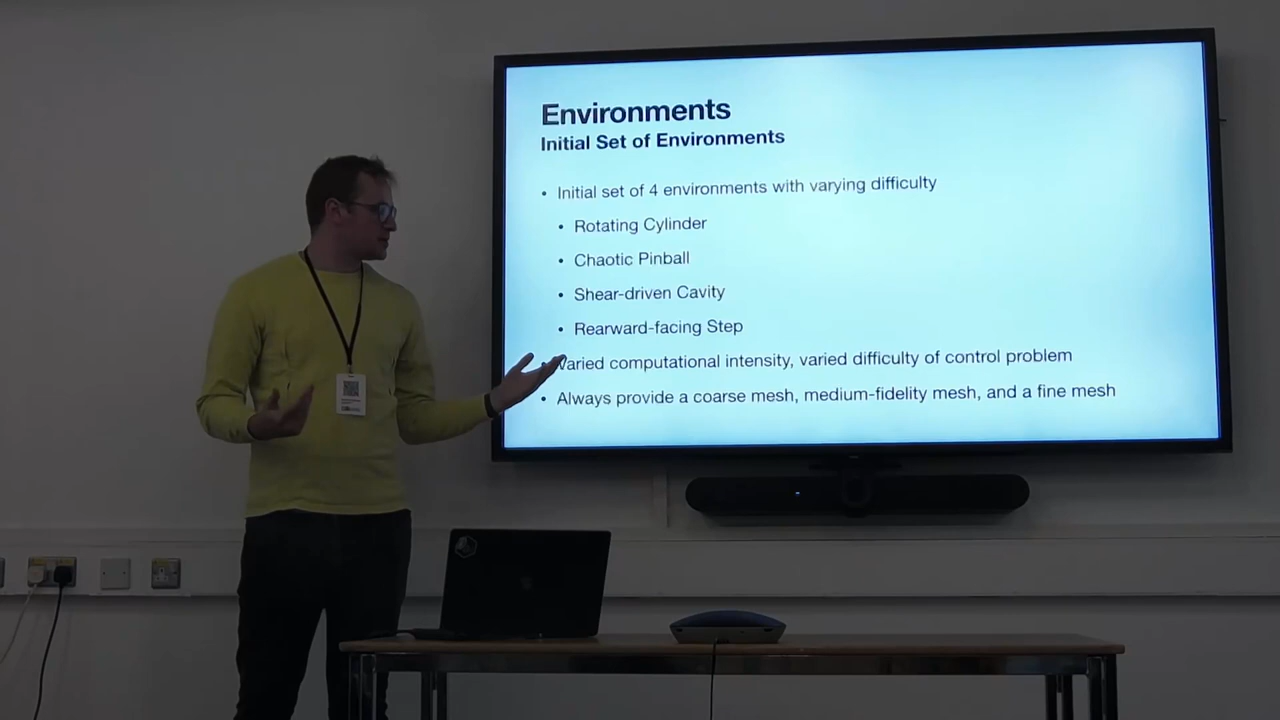 Environments
Initial Set of Environments
• Initial set of 4 environments with varying difficulty
• Rotating Cylinder
• Chaotic Pinball
• Shear-driven Cavity
• Rearward-facing Step
• Varied computational intensity, varied difficulty of control problem
• Always provide a coarse mesh, medium-fidelity mesh, and a fine mesh